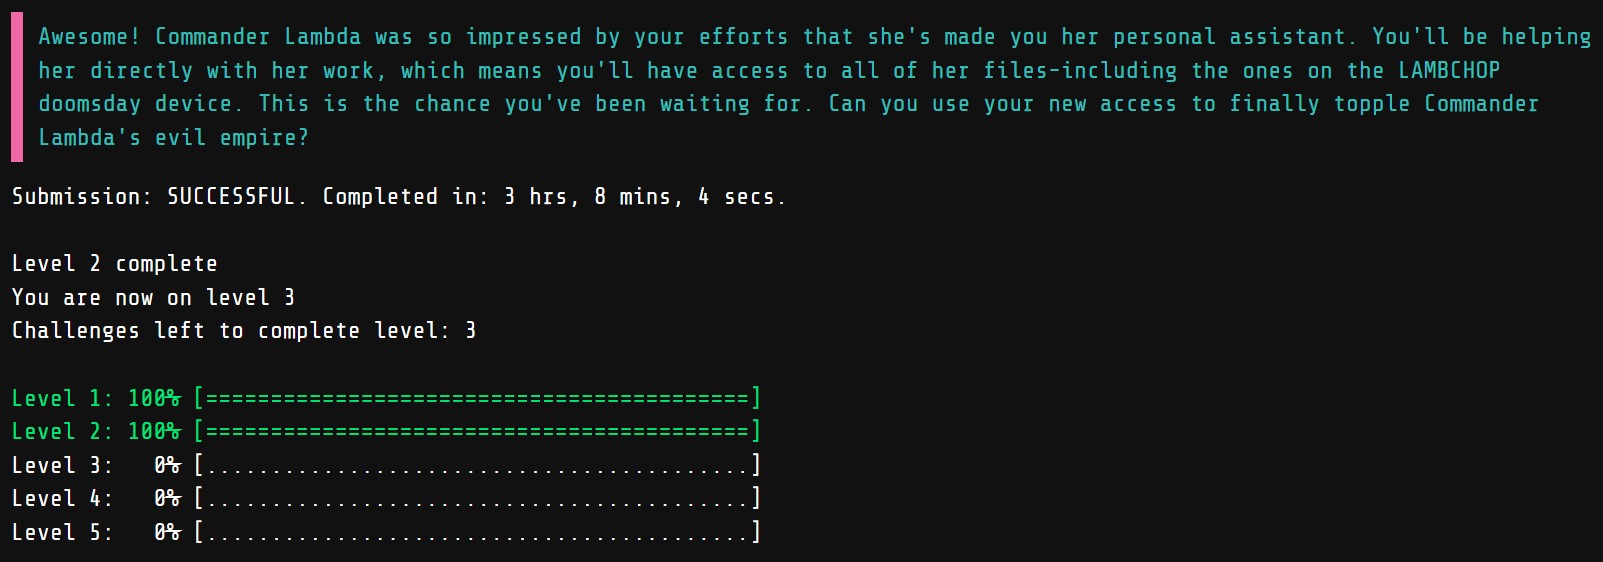 Awesome! Commander Lambda was so impressed by your efforts that she's made you her personal assistant. You'll be helping
her directly with her work, which means you'll have access to all of her files-including the ones on the LAMBCHOP
doomsday device. This is the chance you've been waiting for. Can you use your new access to finally topple Commander
Lambda's evil empire?
Submission: SUCCESSFUL. Completed in: 3 hrs, 8 mins, 4 secs.
Level 2 complete
You are now on level 3
Challenges left to complete level: 3
Level 1: 100% [==========================================]
Level 2: 100% [==========================================]
Level 3:   0% [..........................................]
Level 4:   0% [..........................................]
Level 5:   0% [..........................................]